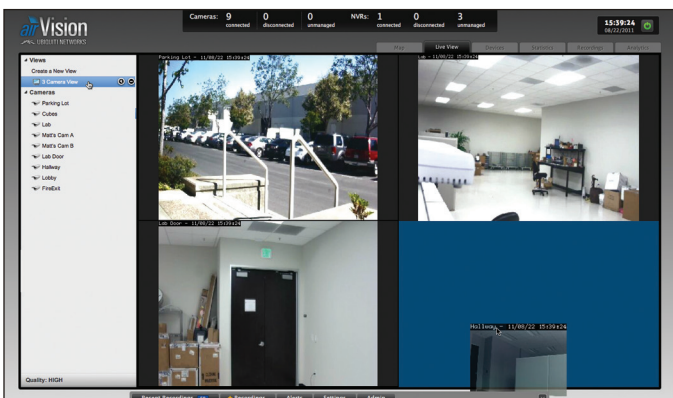 Cameras: 9 connected 0 disconnected 0 unmanaged NVRs: 1 connected 0 disconnected 3 unmanaged
airVision
UBIQUITI NETWORKS
15:39:24
08/22/2011
Map Live View Devices Statistics Recordings Analysis
Views
Create a New View
3 Camera View
Cameras
Parking Lot
Cubes
Lab
Matt's Cam A
Matt's Cam B
Lab Door
Hallway
Lobby
FireExit
Parking Lot - 11/08/22 15:39:24
Lab - 11/08/22 15:39:24
Lab Door - 11/08/22 15:39:24
Hallway - 11/08/22 15:39:24
Quality: HIGH
Recent Recordings Recordings Alerts Settings Admin